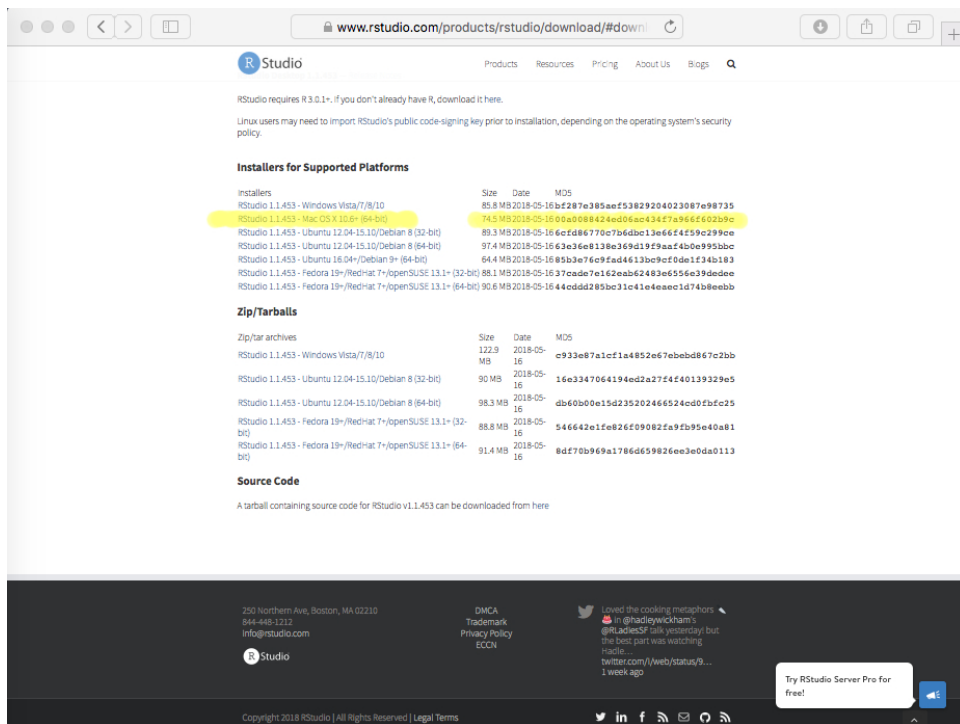 www.rstudio.com/products/rstudio/download/#down
R Studio
Products Resources Pricing About Us Blogs
RStudio requires R 3.0.1+. If you don't already have R, download it here.
Linux users may need to import RStudio's public code-signing key prior to installation, depending on the operating system's security
policy.
Installers for Supported Platforms
Installers Size Date MD5
RStudio 1.1.453 - Windows Vista/7/8/10 85.8 MB 2018-05-16 bf287e385aef53829204023087e98735
RStudio 1.1.453 - Mac OS X 10.6+ (64-bit) 74.5 MB 2018-05-16 00a0088424ed06ac434f7a966f602b9c
RStudio 1.1.453 - Ubuntu 12.04-15.10/Debian 8 (32-bit) 89.3 MB 2018-05-16 6cfd86770c7b6dbc13e66f4f59c299ce
RStudio 1.1.453 - Ubuntu 12.04-15.10/Debian 8 (64-bit) 97.4 MB 2018-05-16 63e36e8138e369d19f9aaf4b0e995bbc
RStudio 1.1.453 - Ubuntu 16.04+/Debian 9+ (64-bit) 64.4 MB 2018-05-16 85b3e76c9fad4613bc9cf0de1f34b183
RStudio 1.1.453 - Fedora 19+/RedHat 7+/openSUSE 13.1+ (32-bit) 88.1 MB 2018-05-16 37cade7e162eab62483e6556e39dedee
RStudio 1.1.453 - Fedora 19+/RedHat 7+/openSUSE 13.1+ (64-bit) 90.6 MB 2018-05-16 44cddd285bc31c41e4eaec1d74b8eebb
Zip/Tarballs
Zip/tar archives Size Date MD5
RStudio 1.1.453 - Windows Vista/7/8/10 122.9 MB 2018-05-16 c933e87a1cf1a4852e67ebebd867c2bb
RStudio 1.1.453 - Ubuntu 12.04-15.10/Debian 8 (32-bit) 90 MB 2018-05-16 16e3347064194ed2a27f4f40139329e5
RStudio 1.1.453 - Ubuntu 12.04-15.10/Debian 8 (64-bit) 98.3 MB 2018-05-16 db60b00e15d235202466524cd0fbfc25
RStudio 1.1.453 - Fedora 19+/RedHat 7+/openSUSE 13.1+ (32-bit) 88.8 MB 2018-05-16 546642e1fe826f09082fa9fb95e40a81
RStudio 1.1.453 - Fedora 19+/RedHat 7+/openSUSE 13.1+ (64-bit) 91.4 MB 2018-05-16 8df70b969a1786d659826ee3e0da0113
Source Code
A tarball containing source code for RStudio v1.1.453 can be downloaded from here
250 Northern Ave, Boston, MA 02210
844-448-1212
info@rstudio.com
R Studio
DMCA
Trademark
Privacy Policy
ECCN
Loved the cooking metaphors
in @hadleywickham's
@RLadiesSF talk yesterday! but
the best part was watching
Hadle…
twitter.com/i/web/status/9…
1 week ago
Try RStudio Server Pro for
free!
Copyright 2018 RStudio | All Rights Reserved | Legal Terms